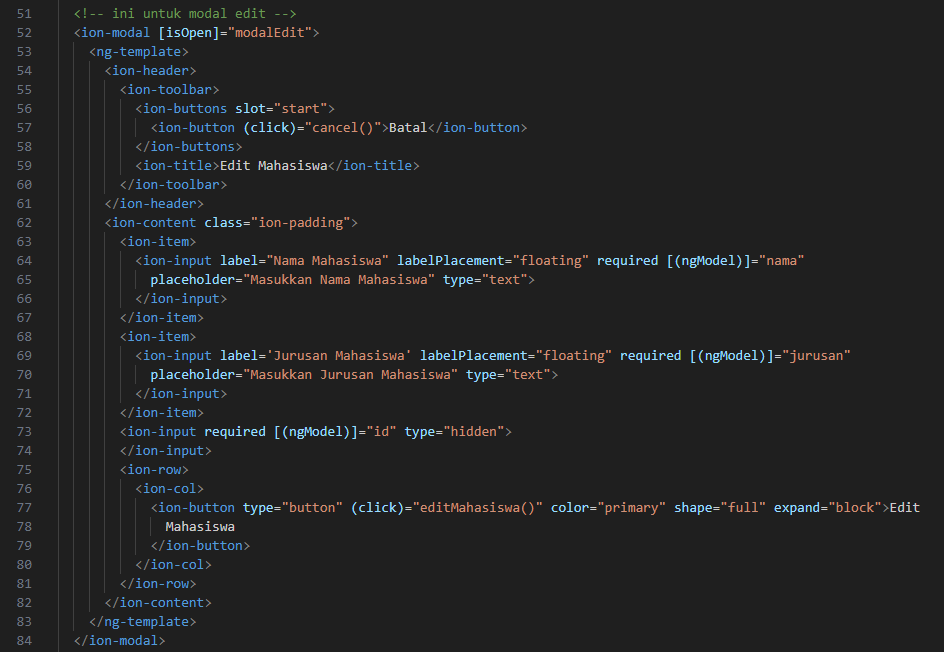 51 <!-- ini untuk modal edit -->
52 <ion-modal [isOpen]="modalEdit">
53 <ng-template>
54 <ion-header>
55 <ion-toolbar>
56 <ion-buttons slot="start">
57 <ion-button (click)="cancel()">Batal</ion-button>
58 </ion-buttons>
59 <ion-title>Edit Mahasiswa</ion-title>
60 </ion-toolbar>
61 </ion-header>
62 <ion-content class="ion-padding">
63 <ion-item>
64 <ion-input label="Nama Mahasiswa" labelPlacement="floating" required [(ngModel)]="nama"
65 placeholder="Masukkan Nama Mahasiswa" type="text">
66 </ion-input>
67 </ion-item>
68 <ion-item>
69 <ion-input label='Jurusan Mahasiswa' labelPlacement="floating" required [(ngModel)]="jurusan"
70 placeholder="Masukkan Jurusan Mahasiswa" type="text">
71 </ion-input>
72 </ion-item>
73 <ion-input required [(ngModel)]="id" type="hidden">
74 </ion-input>
75 <ion-row>
76 <ion-col>
77 <ion-button type="button" (click)="editMahasiswa()" color="primary" shape="full" expand="block">Edit
78 Mahasiswa
79 </ion-button>
80 </ion-col>
81 </ion-row>
82 </ion-content>
83 </ng-template>
84 </ion-modal>